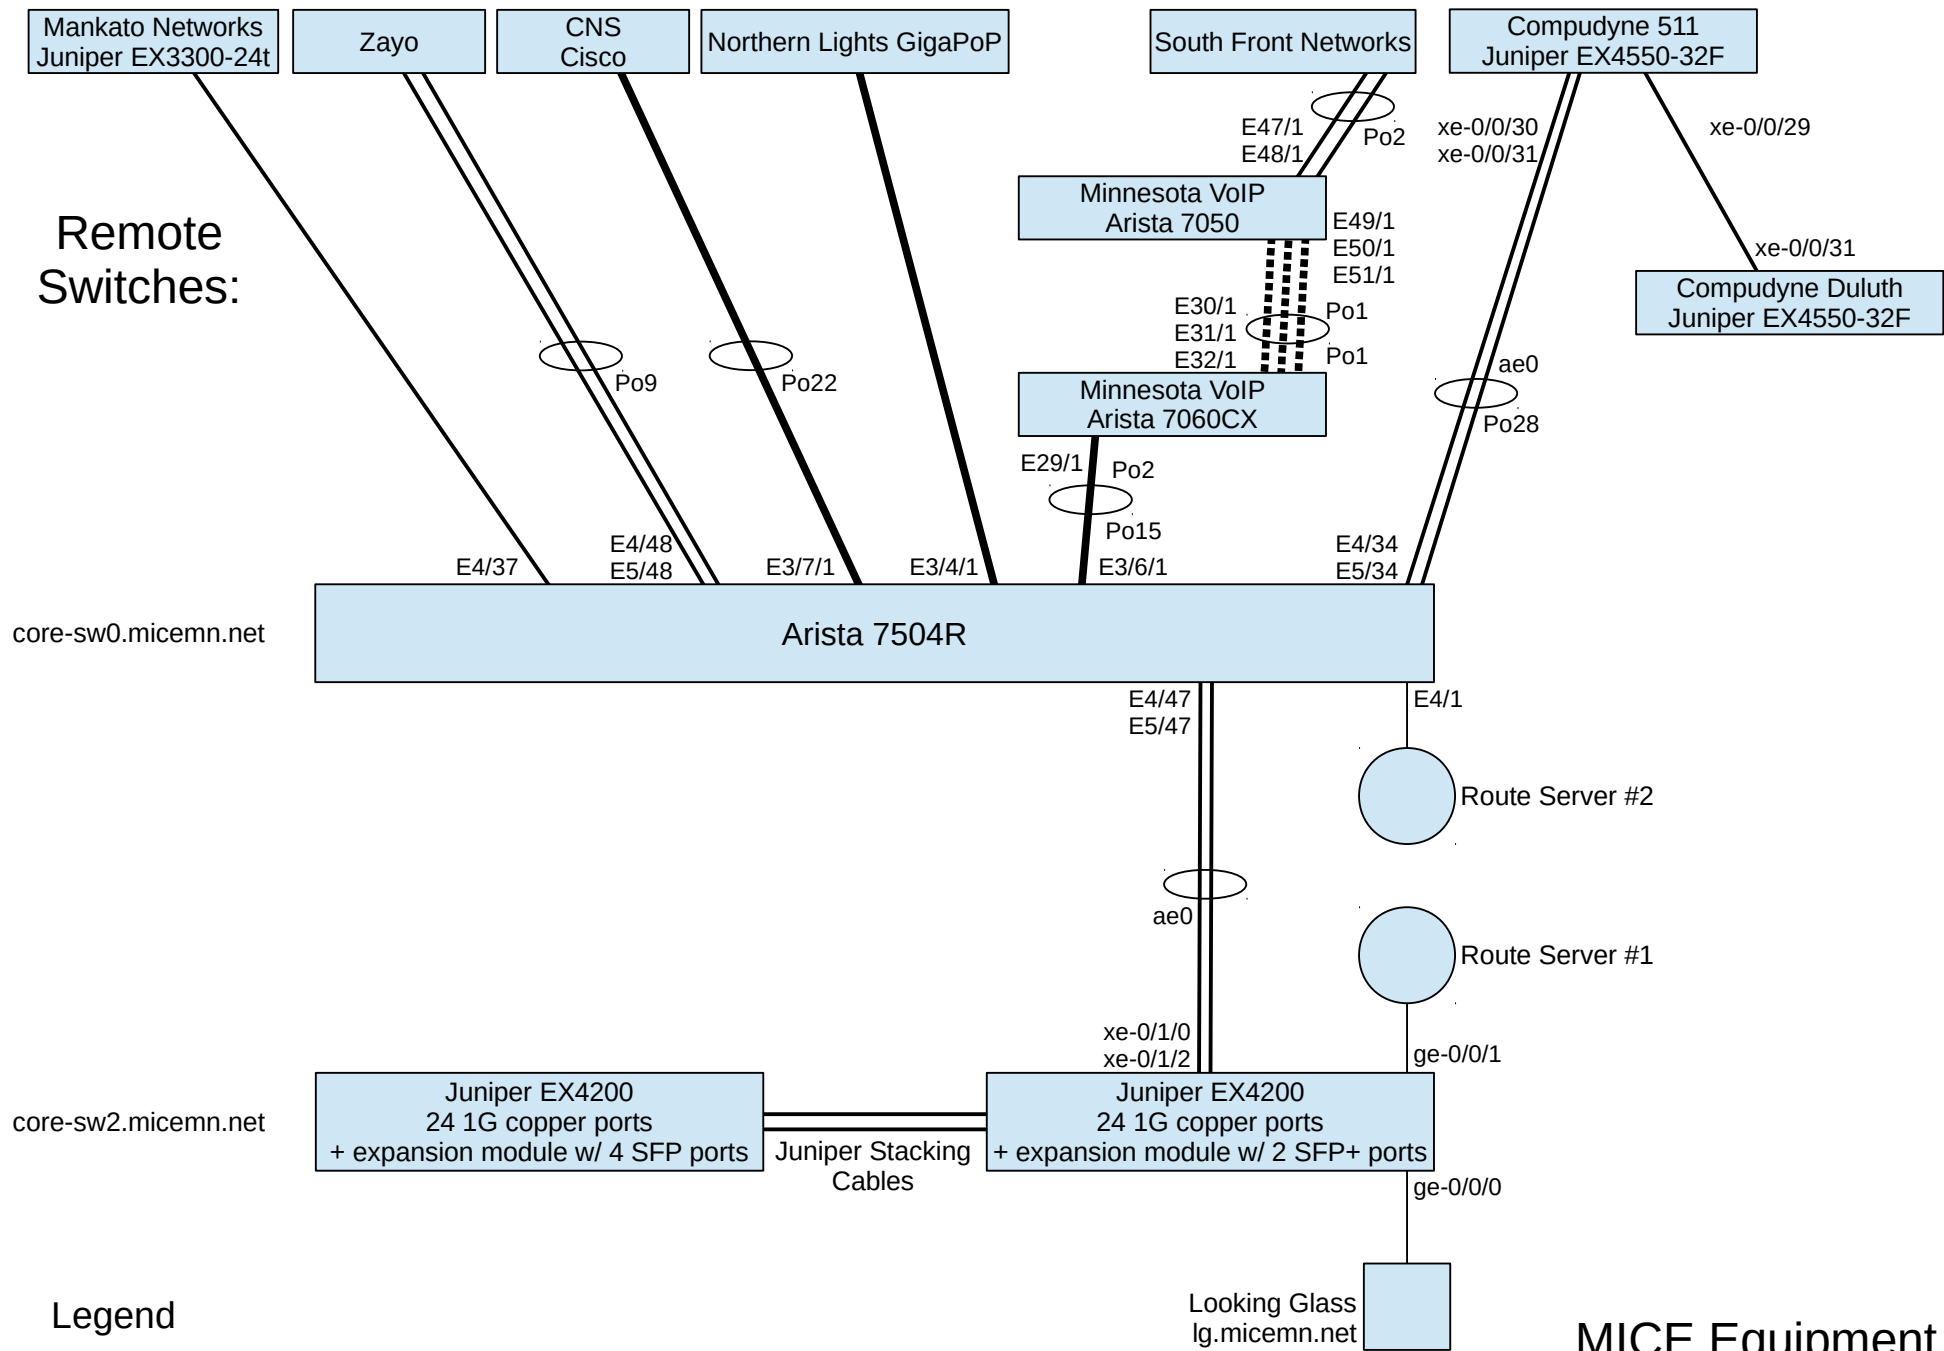 Mankato Networks
Juniper EX3300-24t
Zayo
CNS
Cisco
Northern Lights GigaPoP
South Front Networks
Compudyne 511
Juniper EX4550-32F
E47/1
E48/1
Po2
xe-0/0/30
xe-0/0/31
xe-0/0/29
Minnesota VoIP
Arista 7050
Remote
Switches:
E49/1
E50/1
E51/1
xe-0/0/31
Compudyne Duluth
Juniper EX4550-32F
E30/1
E31/1
E32/1
Po1
Po1
Po9
Po22
ae0
Po28
Minnesota VoIP
Arista 7060CX
E29/1
Po2
Po15
E4/37
E4/48
E5/48
E3/7/1
E3/4/1
E3/6/1
E4/34
E5/34
core-sw0.micemn.net
Arista 7504R
E4/47
E5/47
E4/1
Route Server #2
ae0
Route Server #1
xe-0/1/0
xe-0/1/2
ge-0/0/1
core-sw2.micemn.net
Juniper EX4200
24 1G copper ports
+ expansion module w/ 4 SFP ports
Juniper Stacking
Cables
Juniper EX4200
24 1G copper ports
+ expansion module w/ 2 SFP+ ports
ge-0/0/0
Looking Glass
lg.micemn.net
Legend
MICE Equipment